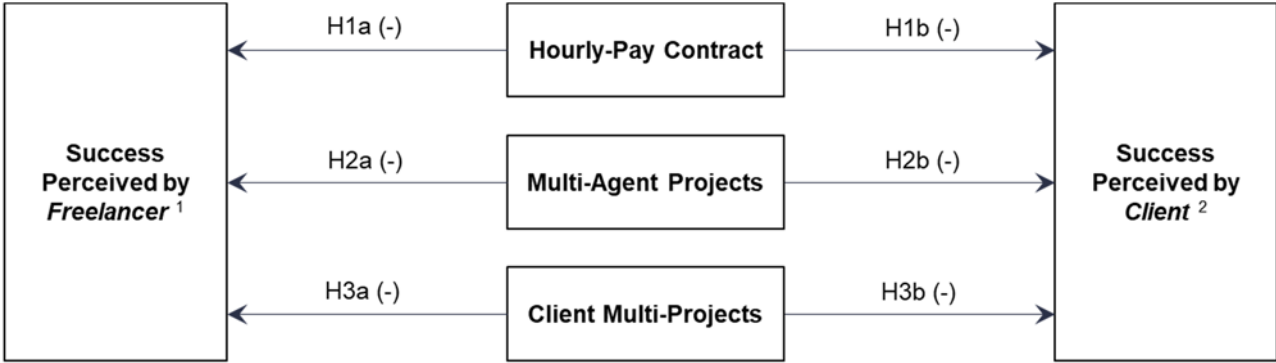 H1a (-)
Hourly-Pay Contract
H1b (-)
Success
Perceived by
Freelancer ¹
H2a (-)
Multi-Agent Projects
H2b (-)
Success
Perceived by
Client ²
H3a (-)
Client Multi-Projects
H3b (-)